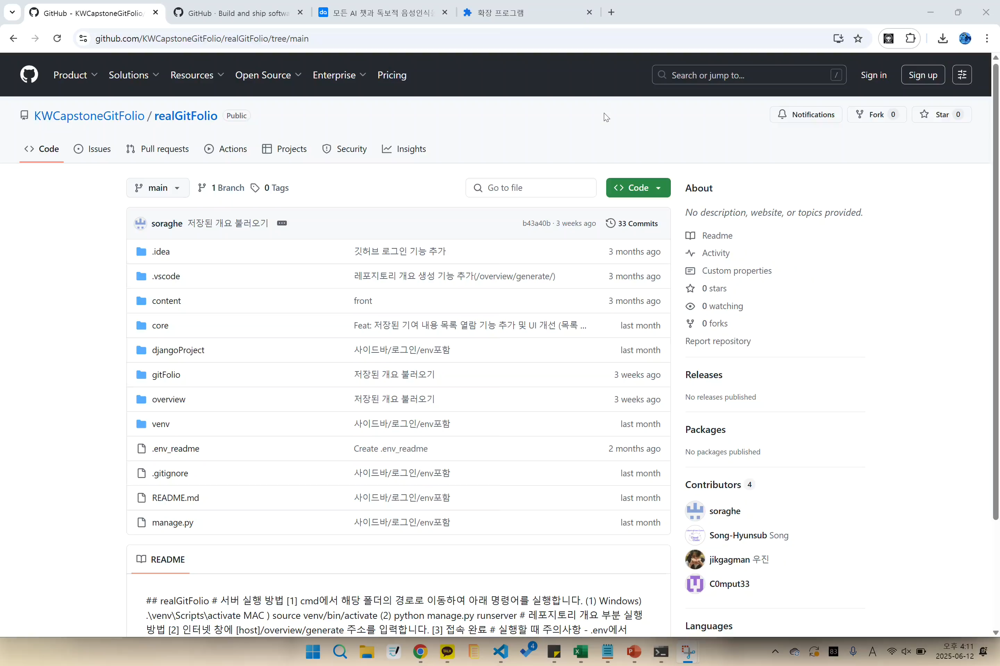 GitHub - KWCapstoneGitFolio/
GitHub · Build and ship softwa
da 모든 AI 챗과 독보적 음성인식을
확장 프로그램
github.com/KWCapstoneGitFolio/realGitFolio/tree/main
Product Solutions Resources Open Source Enterprise Pricing
Search or jump to... /
Sign in
Sign up
KWCapstoneGitFolio / realGitFolio Public
Notifications
Fork 0
Star 0
Code Issues Pull requests Actions Projects Security Insights
main 1 Branch 0 Tags
Go to file
Code
soraghe 저장된 개요 불러오기 b43a40b · 3 weeks ago 33 Commits
.idea 깃허브 로그인 기능 추가 3 months ago
.vscode 레포지토리 개요 생성 기능 추가(/overview/generate/) 3 months ago
content front 3 months ago
core Feat: 저장된 기여 내용 목록 열람 기능 추가 및 UI 개선 (목록 ... last month
djangoProject 사이드바/로그인/env포함 last month
gitFolio 저장된 개요 불러오기 3 weeks ago
overview 저장된 개요 불러오기 3 weeks ago
venv 사이드바/로그인/env포함 last month
.env_readme Create .env_readme 2 months ago
.gitignore 사이드바/로그인/env포함 last month
README.md 사이드바/로그인/env포함 last month
manage.py 사이드바/로그인/env포함 last month
README
## realGitFolio # 서버 실행 방법 [1] cmd에서 해당 폴더의 경로로 이동하여 아래 명령어를 실행합니다. (1) Windows)
.\venv\Scripts\activate MAC ) source venv/bin/activate (2) python manage.py runserver # 레포지토리 개요 부분 실행
방법 [2] 인터넷 창에 [host]/overview/generate 주소를 입력합니다. [3] 접속 완료 # 실행할 때 주의사항 - .env에서
About
No description, website, or topics provided.
Readme
Activity
Custom properties
0 stars
0 watching
0 forks
Report repository
Releases
No releases published
Packages
No packages published
Contributors 4
soraghe
Song-Hyunsub Song
jikgagman 우진
C0mput33
Languages
TALK
4
83
A
오후 4:11
2025-06-12